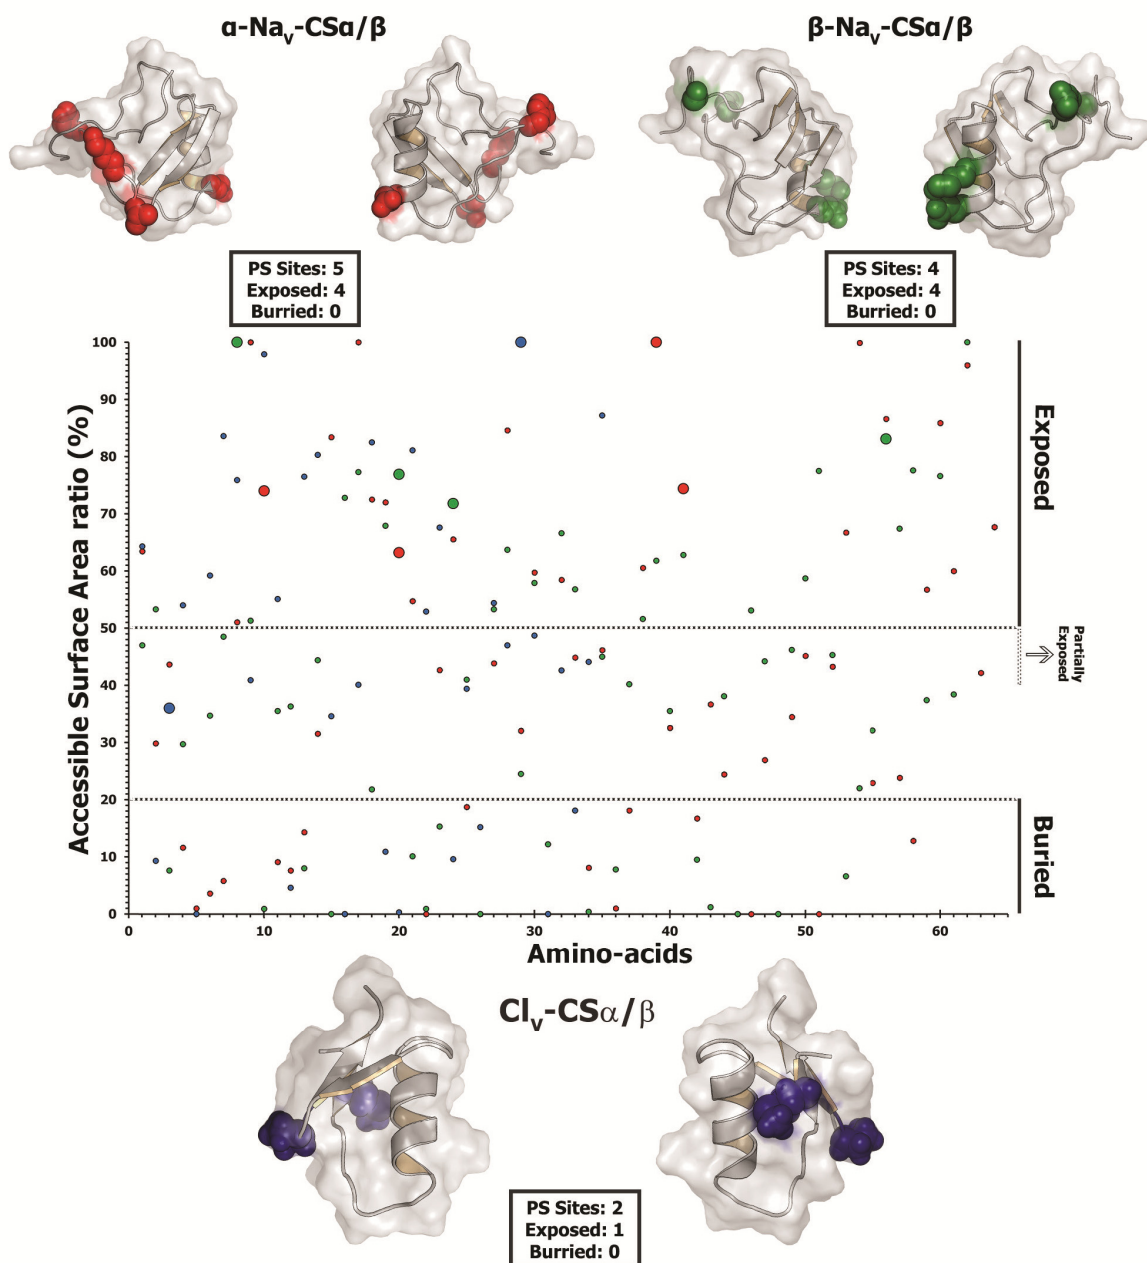 α-Nav-CSα/β
β-Nav-CSα/β
PS Sites: 5
Exposed: 4
Burried: 0
PS Sites: 4
Exposed: 4
Burried: 0
Accessible Surface Area ratio (%)
100
90
80
70
60
50
40
30
20
10
0
0
10
20
30
40
50
60
Amino-acids
Exposed
Partially
Exposed
Buried
Clv-CSα/β
PS Sites: 2
Exposed: 1
Burried: 0